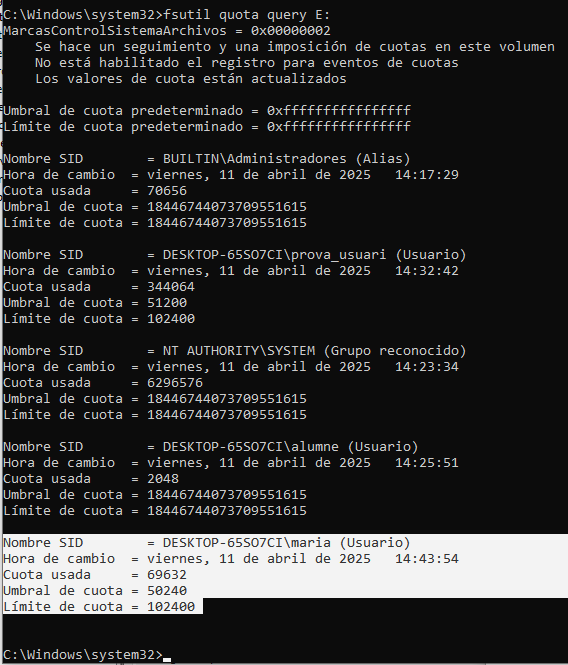 C:\Windows\system32>fsutil quota query E:
MarcasControlSistemaArchivos = 0x00000002
    Se hace un seguimiento y una imposición de cuotas en este volumen
    No está habilitado el registro para eventos de cuotas
    Los valores de cuota están actualizados
Umbral de cuota predeterminado = 0xffffffffffffffff
Límite de cuota predeterminado = 0xffffffffffffffff
Nombre SID        = BUILTIN\Administradores (Alias)
Hora de cambio  = viernes, 11 de abril de 2025   14:17:29
Cuota usada     = 70656
Umbral de cuota = 18446744073709551615
Límite de cuota = 18446744073709551615
Nombre SID        = DESKTOP-65SO7CI\prova_usuari (Usuario)
Hora de cambio  = viernes, 11 de abril de 2025   14:32:42
Cuota usada     = 344064
Umbral de cuota = 51200
Límite de cuota = 102400
Nombre SID        = NT AUTHORITY\SYSTEM (Grupo reconocido)
Hora de cambio  = viernes, 11 de abril de 2025   14:23:34
Cuota usada     = 6296576
Umbral de cuota = 18446744073709551615
Límite de cuota = 18446744073709551615
Nombre SID        = DESKTOP-65SO7CI\alumne (Usuario)
Hora de cambio  = viernes, 11 de abril de 2025   14:25:51
Cuota usada     = 2048
Umbral de cuota = 18446744073709551615
Límite de cuota = 18446744073709551615
Nombre SID        = DESKTOP-65SO7CI\maria (Usuario)
Hora de cambio  = viernes, 11 de abril de 2025   14:43:54
Cuota usada     = 69632
Umbral de cuota = 50240
Límite de cuota = 102400
C:\Windows\system32>